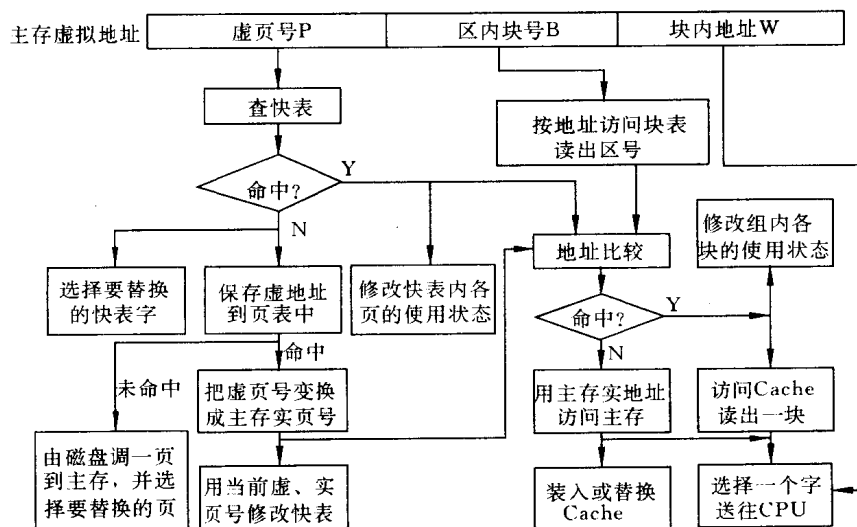 主存虚拟地址
虚页号P
区内块号B
块内地址W
查快表
按地址访问块表
读出区号
命中?
Y
N
地址比较
修改组内各
块的使用状态
选择要替换
的快表字
保存虚地址
到页表中
修改快表内各
页的使用状态
命中?
Y
N
命中
未命中
把虚页号变换
成主存实页号
用主存实地址
访问主存
访问Cache
读出一块
由磁盘调一页
到主存，并选
择要替换的页
用当前虚、实
页号修改快表
装入或替换
Cache
选择一个字
送往CPU